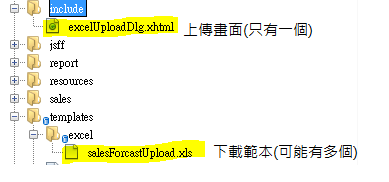 include
excelUploadDlg.xhtml 上傳畫面(只有一個)
jsff
report
resources
sales
templates
excel
salesForcastUpload.xls 下載範本(可能有多個)